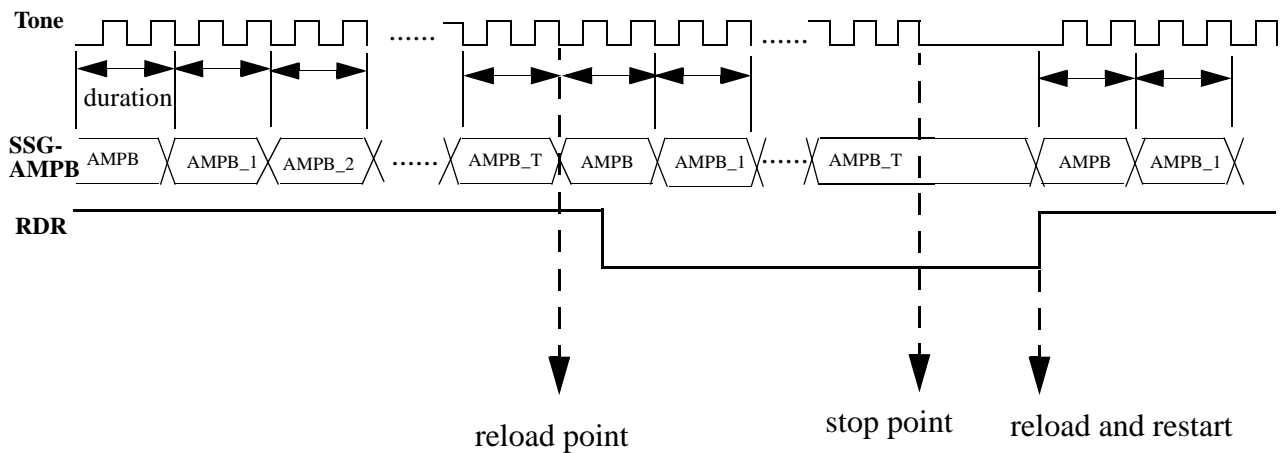 Tone
...... ......
duration
SSG-
AMPB
AMPB AMPB_1 AMPB_2 ...... AMPB_T AMPB AMPB_1 ...... AMPB_T AMPB AMPB_1
RDR
reload point
stop point
reload and restart